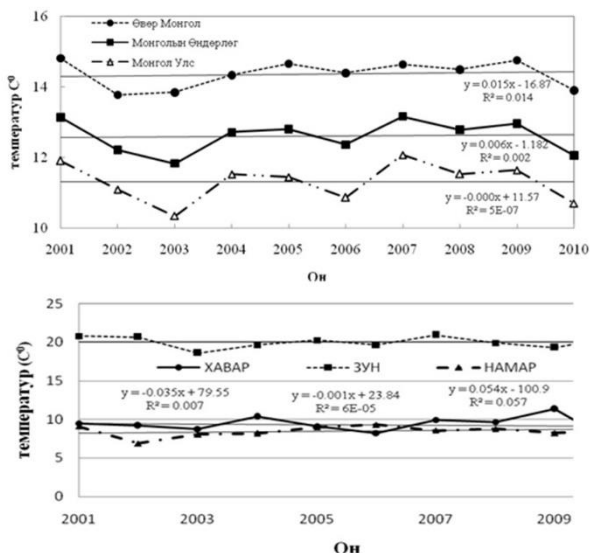 Өвөр Монгол
Монголын Өндөрлөг
Монгол Улс
температур C⁰
16
14
12
10
y = 0.015x - 16.87
R² = 0.014
y = 0.006x - 1.182
R² = 0.002
y = -0.000x + 11.57
R² = 5E-07
2001 2002 2003 2004 2005 2006 2007 2008 2009 2010
Он
температур (C⁰)
25
20
15
10
5
0
ХАВАР ЗУН НАМАР
y = -0.035x + 79.55 y = -0.001x + 23.84 y = 0.054x - 100.9
R² = 0.007 R² = 6E-05 R² = 0.057
2001 2003 2005 2007 2009
Он